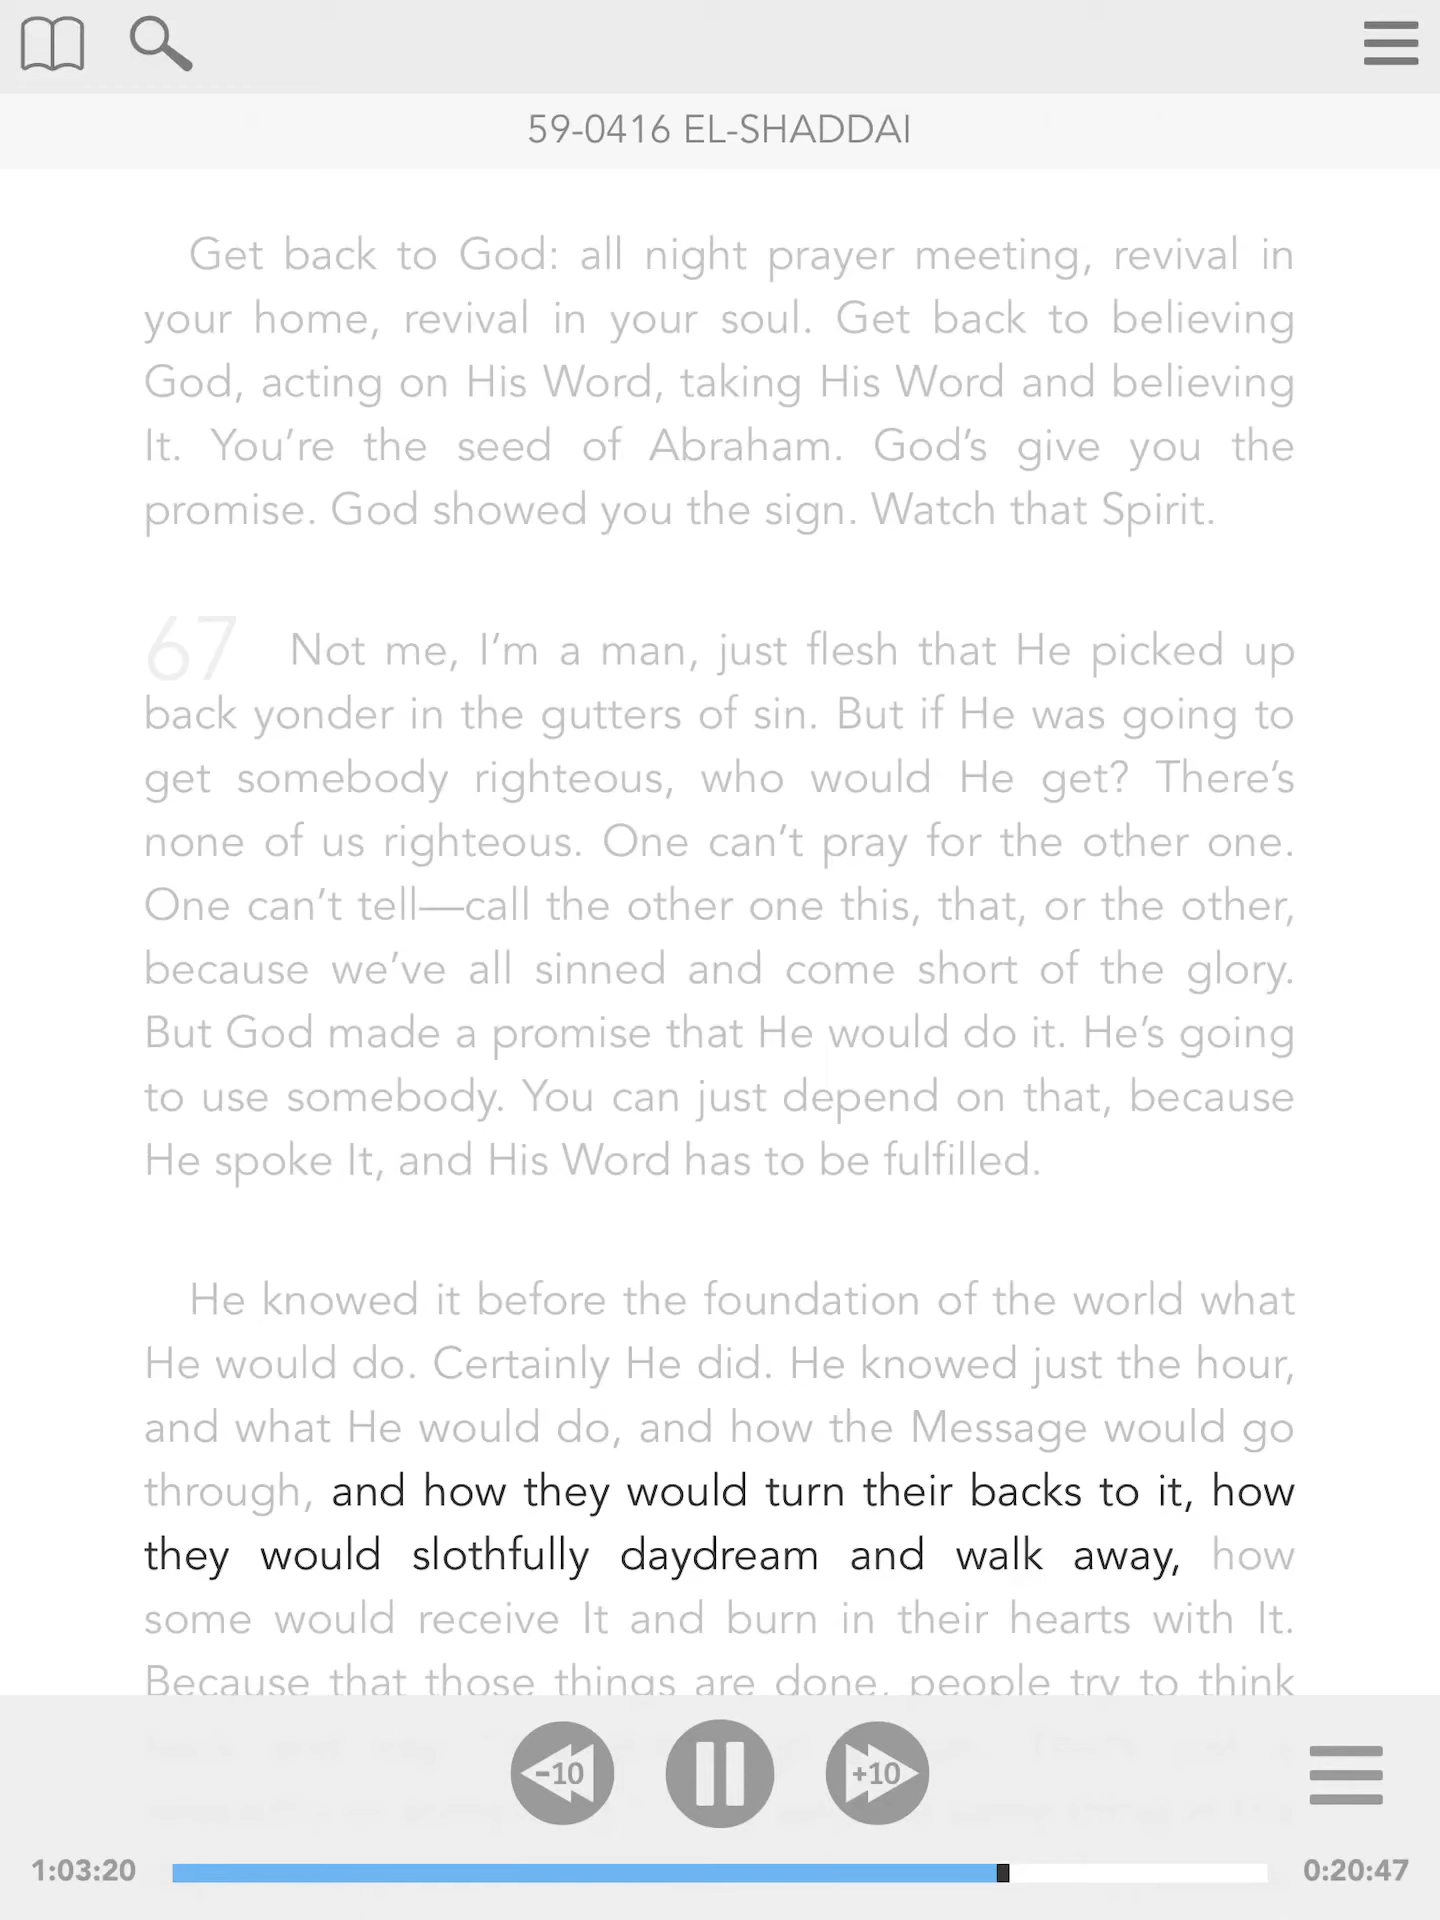 59-0416 EL-SHADDAI
Get back to God: all night prayer meeting, revival in
your home, revival in your soul. Get back to believing
God, acting on His Word, taking His Word and believing
It. You’re the seed of Abraham. God’s give you the
promise. God showed you the sign. Watch that Spirit.
67 Not me, I’m a man, just flesh that He picked up
back yonder in the gutters of sin. But if He was going to
get somebody righteous, who would He get? There’s
none of us righteous. One can’t pray for the other one.
One can’t tell—call the other one this, that, or the other,
because we’ve all sinned and come short of the glory.
But God made a promise that He would do it. He’s going
to use somebody. You can just depend on that, because
He spoke It, and His Word has to be fulfilled.
He knowed it before the foundation of the world what
He would do. Certainly He did. He knowed just the hour,
and what He would do, and how the Message would go
through, and how they would turn their backs to it, how
they would slothfully daydream and walk away, how
some would receive It and burn in their hearts with It.
Because that those things are done, people try to think
-10 +10
1:03:20 0:20:47